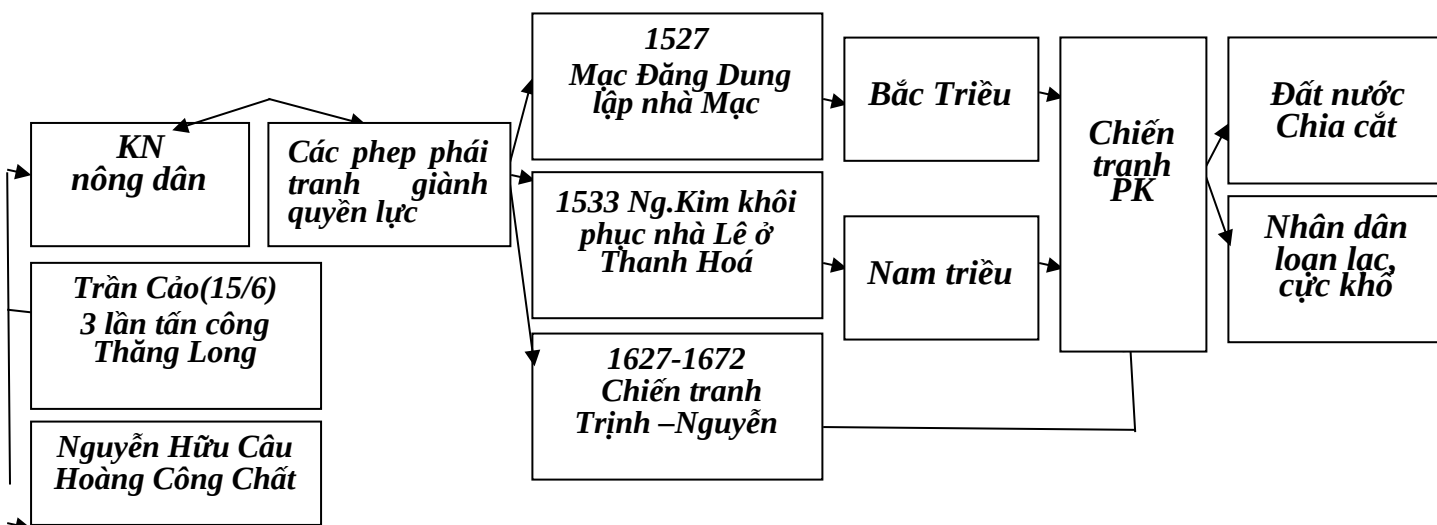 KN
nông dân
Các phep phái
tranh giành
quyền lực
Trần Cảo(15/6)
3 lần tấn công
Thăng Long
Nguyễn Hữu Câu
Hoàng Công Chất
1527
Mạc Đăng Dung
lập nhà Mạc
1533 Ng.Kim khôi
phục nhà Lê ở
Thanh Hoá
1627-1672
Chiến tranh
Trịnh –Nguyễn
Bắc Triều
Nam triều
Chiến
tranh
PK
Đất nước
Chia cắt
Nhân dân
loạn lạc,
cực khổ